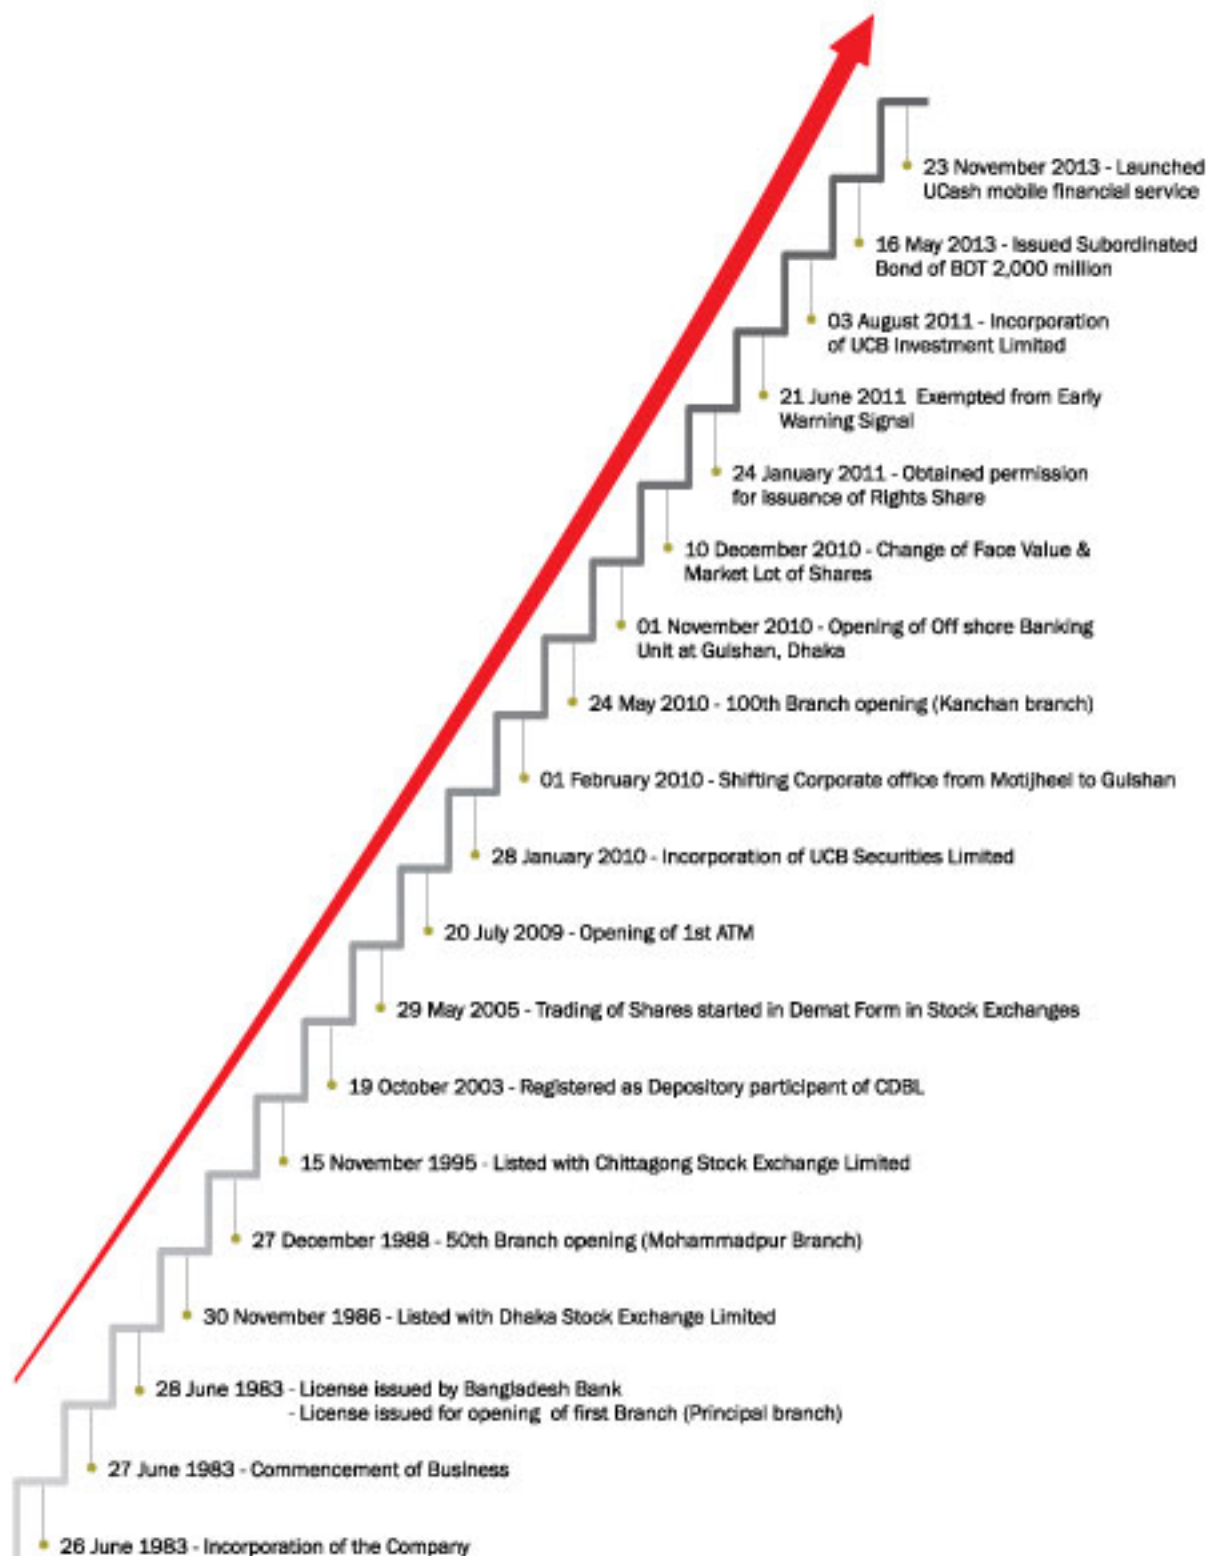 23 November 2013 - Launched
UCash mobile financial service
16 May 2013 - Issued Subordinated
Bond of BDT 2,000 million
03 August 2011 - Incorporation
of UCB Investment Limited
21 June 2011  Exempted from Early
Warning Signal
24 January 2011 - Obtained permission
for issuance of Rights Share
10 December 2010 - Change of Face Value &
Market Lot of Shares
01 November 2010 - Opening of Off shore Banking
Unit at Gulshan, Dhaka
24 May 2010 - 100th Branch opening (Kanchan branch)
01 February 2010 - Shifting Corporate office from Motijheel to Gulshan
28 January 2010 - Incorporation of UCB Securities Limited
20 July 2009 - Opening of 1st ATM
29 May 2005 - Trading of Shares started in Demat Form in Stock Exchanges
19 October 2003 - Registered as Depository participant of CDBL
15 November 1995 - Listed with Chittagong Stock Exchange Limited
27 December 1988 - 50th Branch opening (Mohammadpur Branch)
30 November 1986 - Listed with Dhaka Stock Exchange Limited
28 June 1983 - License issued by Bangladesh Bank
- License issued for opening  of first Branch (Principal branch)
27 June 1983 - Commencement of Business
26 June 1983 - Incorporation of the Company